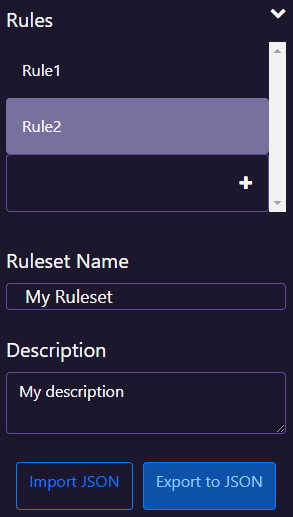 Rules
Rule1
Rule2
Ruleset Name
My Ruleset
Description
My description
Import JSON
Export to JSON